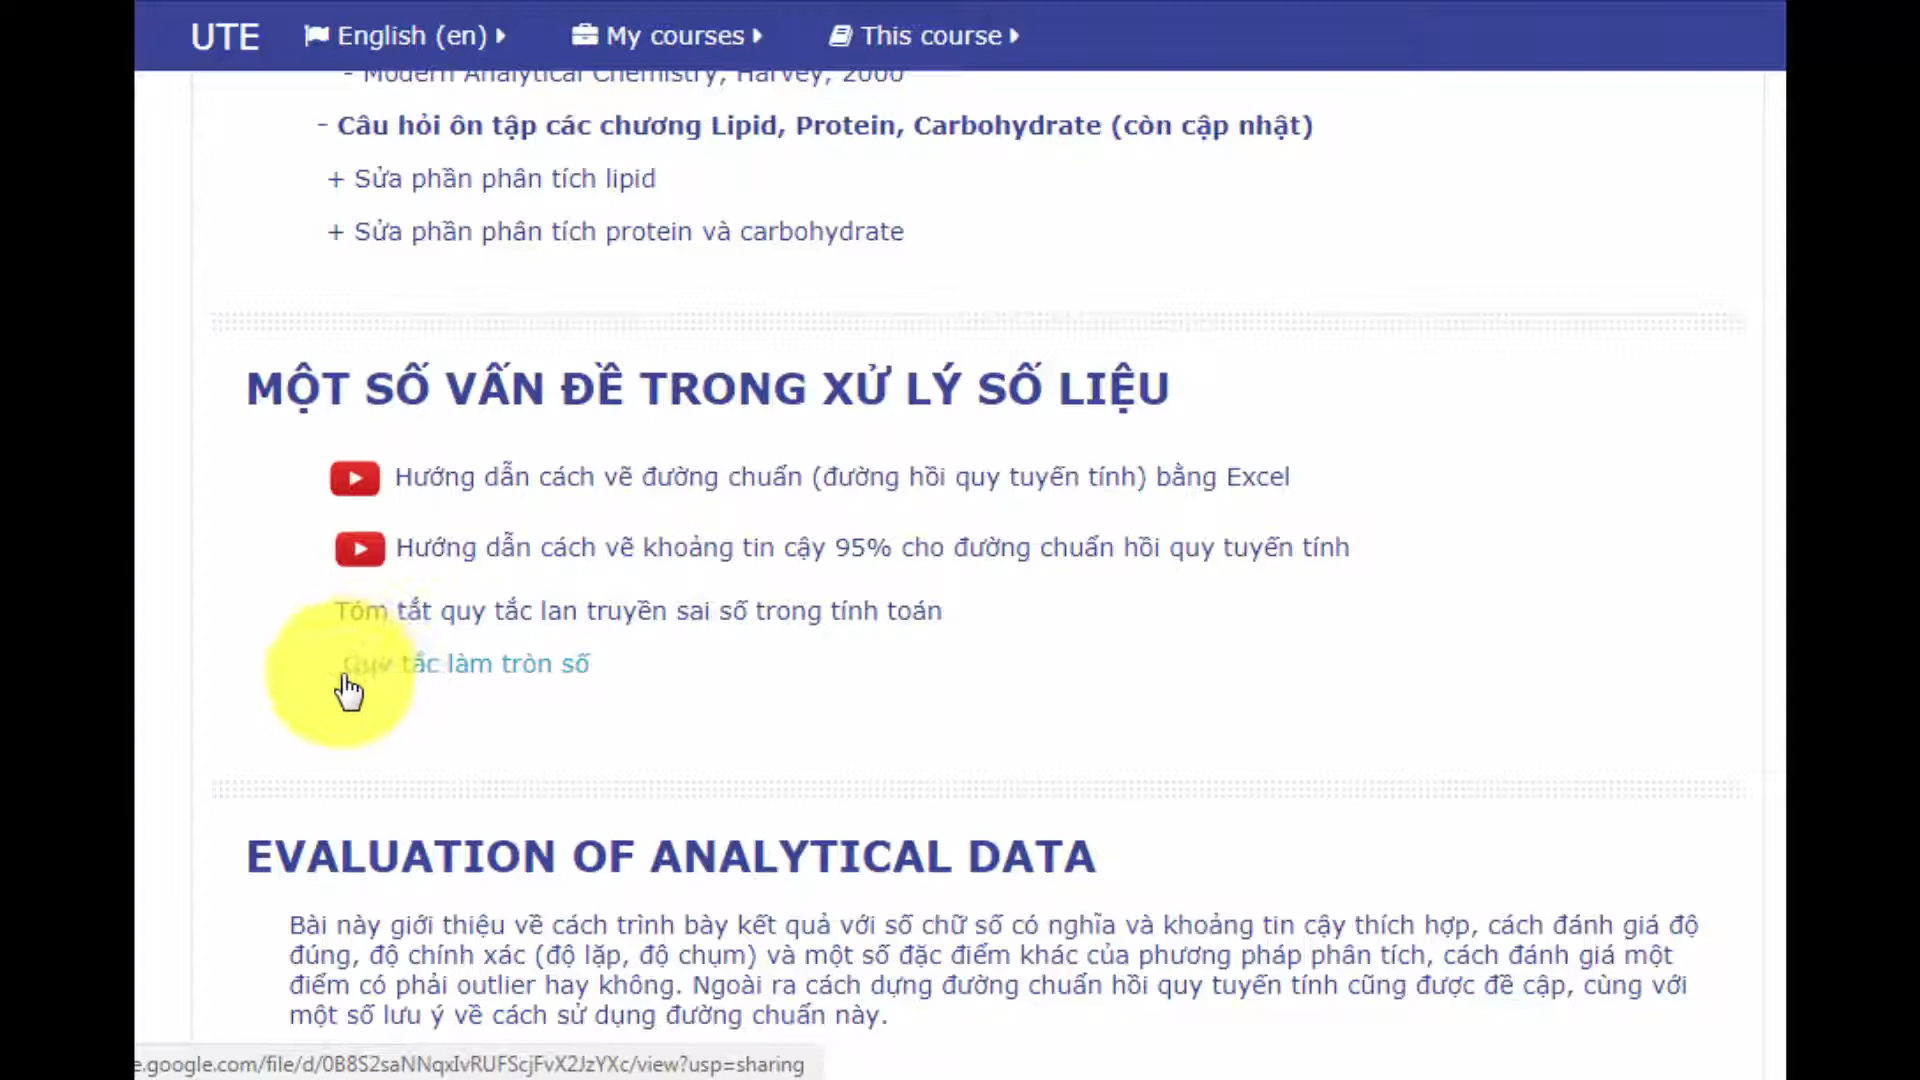 UTE English (en) My courses This course
- Modern Analytical Chemistry, Harvey, 2000
- Câu hỏi ôn tập các chương Lipid, Protein, Carbohydrate (còn cập nhật)
+ Sửa phần phân tích lipid
+ Sửa phần phân tích protein và carbohydrate
MỘT SỐ VẤN ĐỀ TRONG XỬ LÝ SỐ LIỆU
Hướng dẫn cách vẽ đường chuẩn (đường hồi quy tuyến tính) bằng Excel
Hướng dẫn cách vẽ khoảng tin cậy 95% cho đường chuẩn hồi quy tuyến tính
Tóm tắt quy tắc lan truyền sai số trong tính toán
Quy tắc làm tròn số
EVALUATION OF ANALYTICAL DATA
Bài này giới thiệu về cách trình bày kết quả với số chữ số có nghĩa và khoảng tin cậy thích hợp, cách đánh giá độ
đúng, độ chính xác (độ lặp, độ chụm) và một số đặc điểm khác của phương pháp phân tích, cách đánh giá một
điểm có phải outlier hay không. Ngoài ra cách dựng đường chuẩn hồi quy tuyến tính cũng được đề cập, cùng với
một số lưu ý về cách sử dụng đường chuẩn này.
e.google.com/file/d/0B8S2saNNqxIvRUFScjFvX2JzYXc/view?usp=sharing